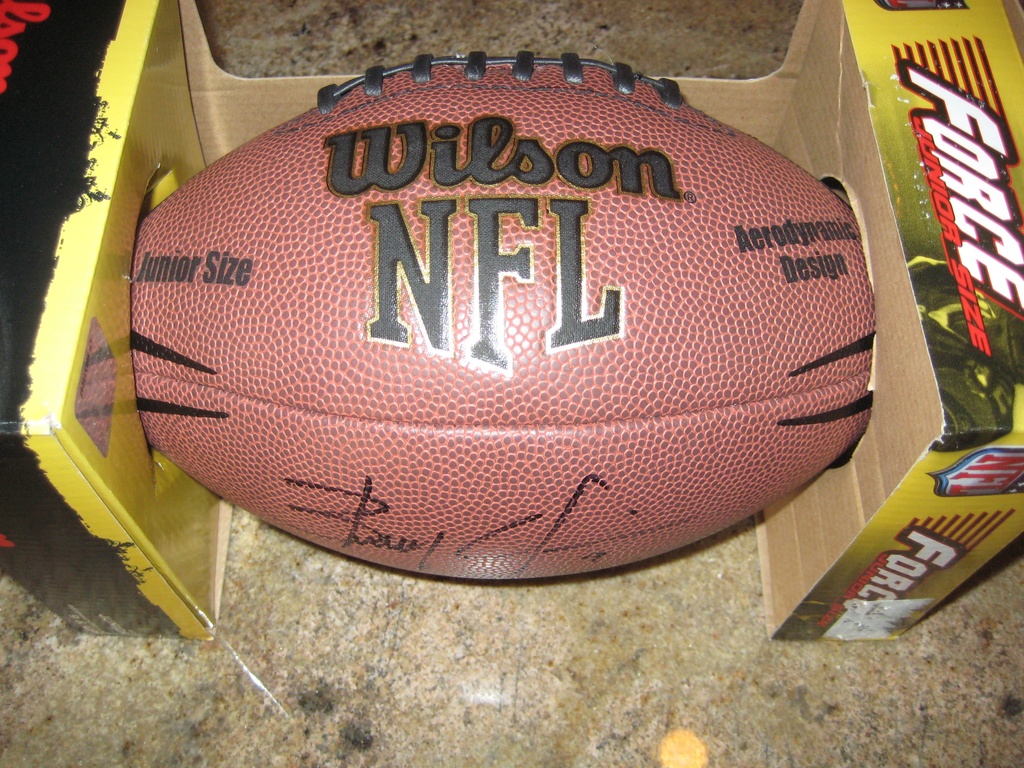 Wilson®
NFL
Junior Size
Aerodynamic
Design
FORCE
JUNIOR SIZE
NFL
FORCE